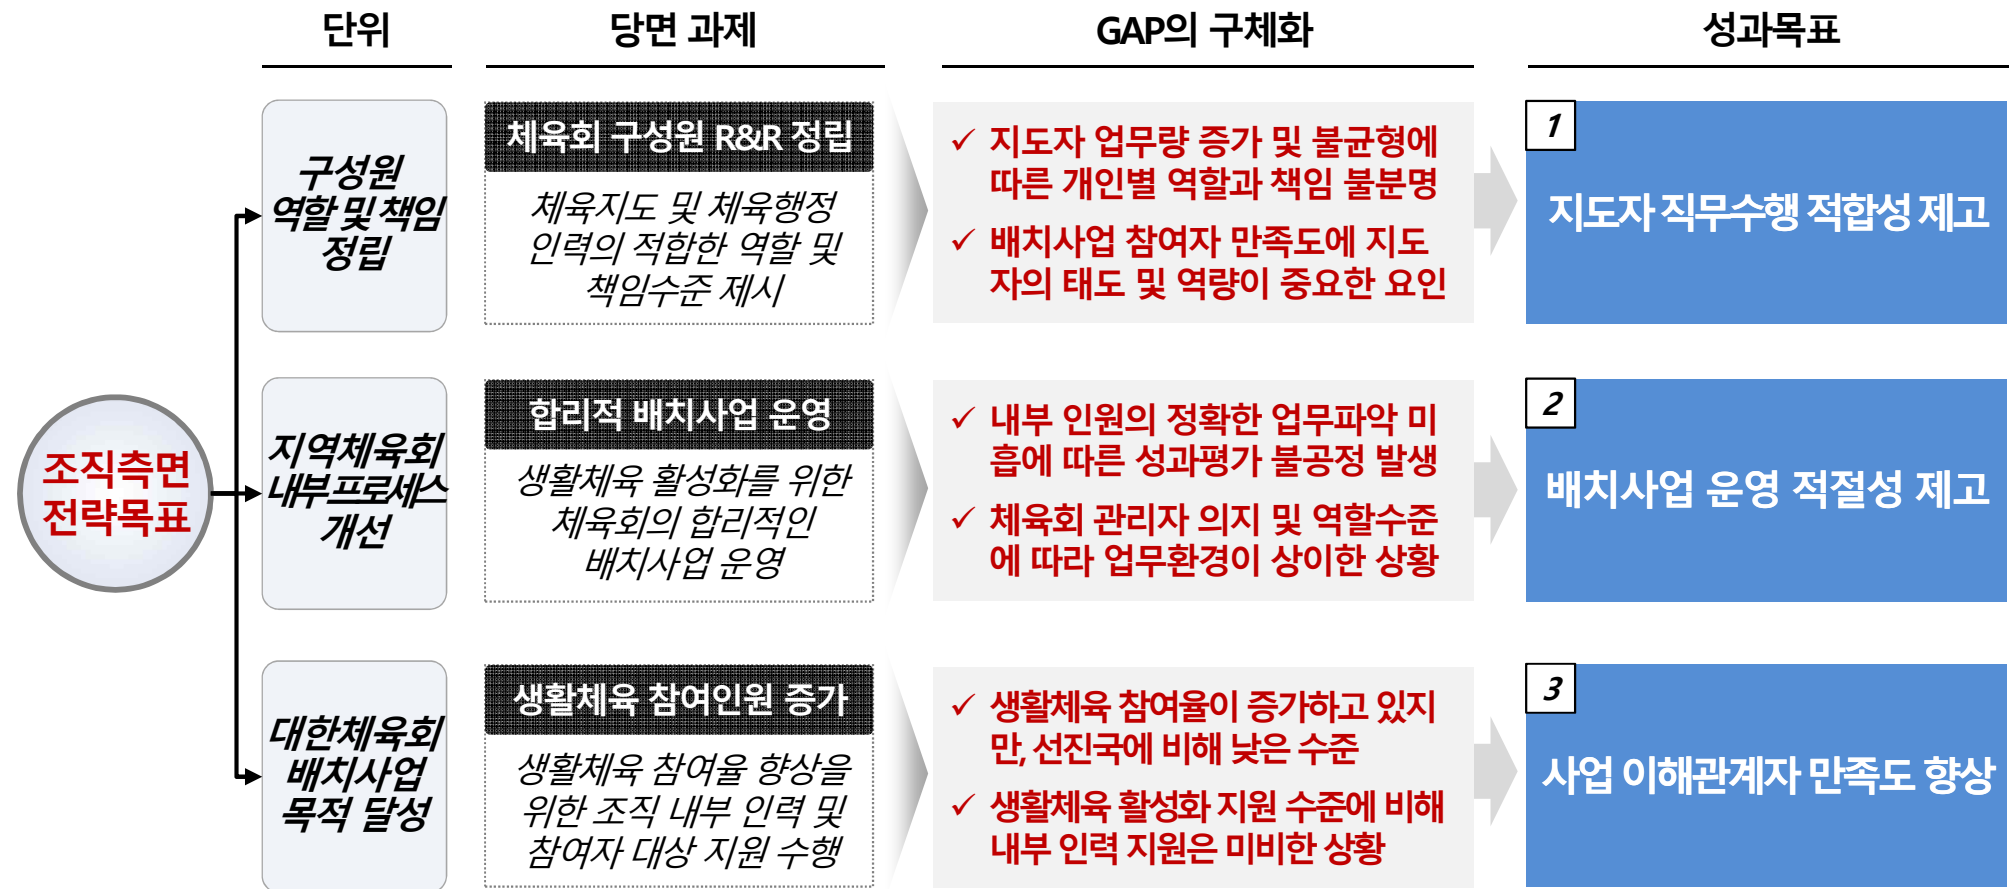 단위
당면 과제
GAP의 구체화
성과목표
조직측면
전략목표
구성원
역할 및 책임
정립
체육회 구성원 R&R 정립
체육지도 및 체육행정
인력의 적합한 역할 및
책임수준 제시
✓ 지도자 업무량 증가 및 불균형에
따른 개인별 역할과 책임 불분명
✓ 배치사업 참여자 만족도에 지도
자의 태도 및 역량이 중요한 요인
1
지도자 직무수행 적합성 제고
지역체육회
내부프로세스
개선
합리적 배치사업 운영
생활체육 활성화를 위한
체육회의 합리적인
배치사업 운영
✓ 내부 인원의 정확한 업무파악 미
흡에 따른 성과평가 불공정 발생
✓ 체육회 관리자 의지 및 역할수준
에 따라 업무환경이 상이한 상황
2
배치사업 운영 적절성 제고
대한체육회
배치사업
목적 달성
생활체육 참여인원 증가
생활체육 참여율 향상을
위한 조직 내부 인력 및
참여자 대상 지원 수행
✓ 생활체육 참여율이 증가하고 있지
만, 선진국에 비해 낮은 수준
✓ 생활체육 활성화 지원 수준에 비해
내부 인력 지원은 미비한 상황
3
사업 이해관계자 만족도 향상